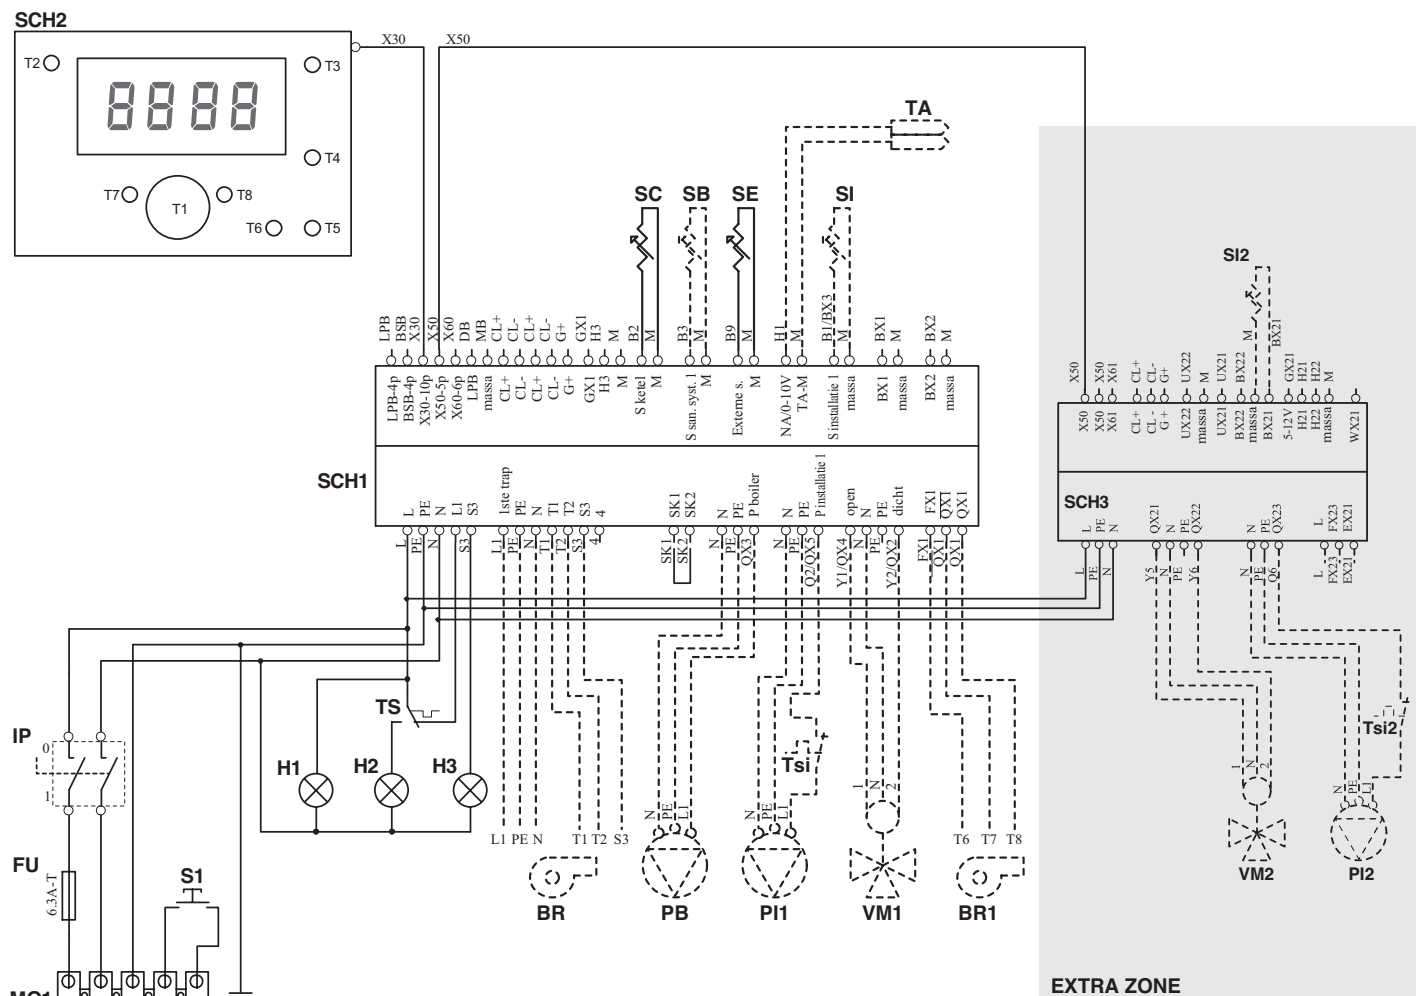 SCH2
X30
X50
T2
T3
T4
T7
T1
T8
T6
T5
TA
SC
SB
SE
SI
SI2
LPB
BSB
X30
X50
X60
DB
MB
CL+
CL-
CL+
CL-
G+
GX1
H3
M
B2
M
B3
M
B9
M
H1
M
B1/BX3
M
BX1
M
BX2
M
LPB-4p
BSB-4p
X30-10p
X50-5p
X60-6p
LPB
massa
CL+
CL-
CL+
CL-
G+
GX1
H3
M
S ketel
M
S san. syst. 1
M
Externe s.
M
NA/0-10V
TA-M
S installatie 1
massa
BX1
massa
BX2
massa
SCH1
L
PE
N
L1
S3
1ste trap
PE
N
T1
T2
S3
4
SK1
SK2
N
PE
P boiler
N
PE
P installatie 1
open
N
PE
dicht
FX1
QX1
QX1
L
PE
N
S3
L1
PE
N
T1
T2
S3
4
SK1
SK2
N
PE
QX3
N
PE
Q2/QX5
Y1/QX4
N
PE
Y2/QX2
FX1
QX1
QX1
X50
X50
X61
CL+
CL-
G+
UX22
M
UX21
BX22
M
BX21
GX21
H21
H22
M
X50
X50
X61
CL+
CL -
G +
UX22
massa
UX21
BX22
massa
BX21
5-12V
H21
H22
massa
WX21
SCH3
L
PE
N
QX21
N
PE
QX22
N
PE
QX23
L
FX23
EX21
L
PE
N
Y5
N
PE
Y6
N
PE
Q6
L
FX23
EX21
IP
0
1
TS
H1
H2
H3
Tsi
Tsi2
N
PE
L1
N
PE
L1
1
N
2
1
N
2
N
PE
L1
L1 PE N T1 T2 S3
T6 T7 T8
FU
6.3A-T
S1
BR
PB
PI1
VM1
BR1
VM2
PI2
EXTRA ZONE